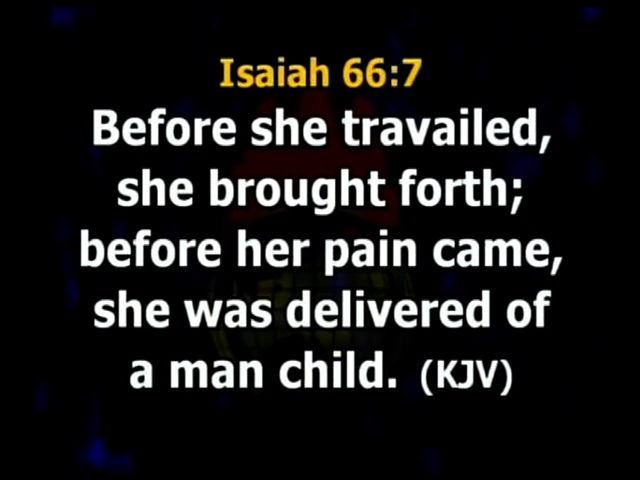 Isaiah 66:7
Before she travailed,
she brought forth;
before her pain came,
she was delivered of
a man child. (KJV)